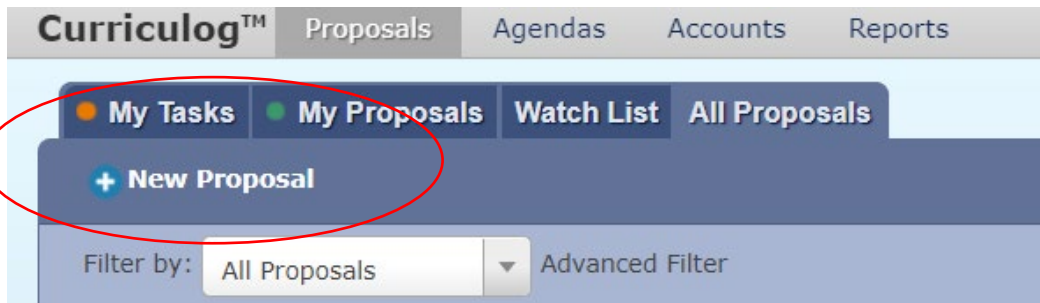 Curriculog™ Proposals Agendas Accounts Reports
My Tasks My Proposals Watch List All Proposals
New Proposal
Filter by: All Proposals Advanced Filter